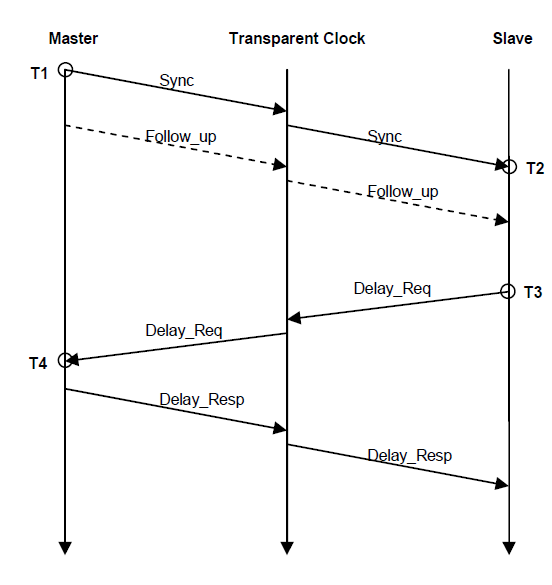 Master Transparent Clock Slave
T1
Sync
Follow_up Sync
T2
Follow_up
Delay_Req T3
Delay_Req
T4
Delay_Resp
Delay_Resp